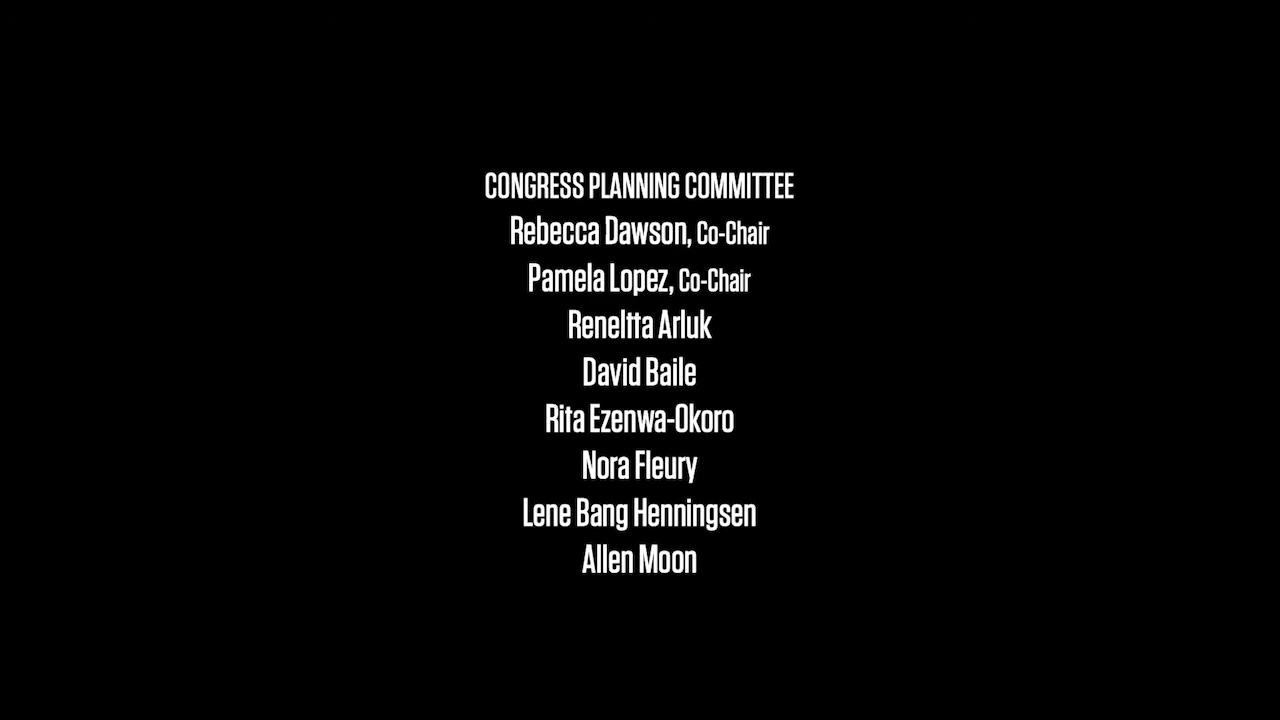 CONGRESS PLANNING COMMITTEE
Rebecca Dawson, Co-Chair
Pamela Lopez, Co-Chair
Reneltta Arluk
David Baile
Rita Ezenwa-Okoro
Nora Fleury
Lene Bang Henningsen
Allen Moon